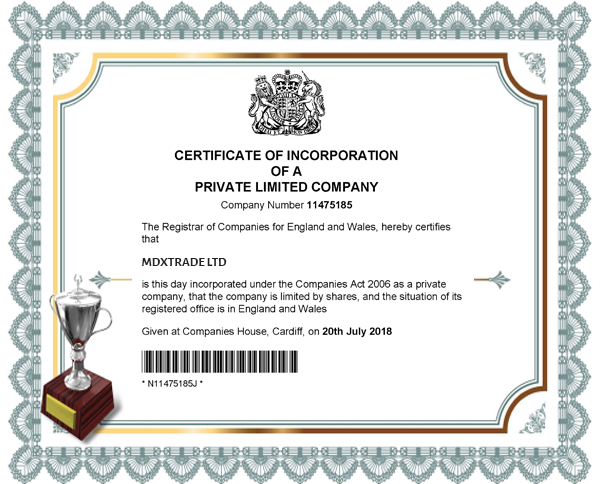 CERTIFICATE OF INCORPORATION
OF A
PRIVATE LIMITED COMPANY
Company Number 11475185
The Registrar of Companies for England and Wales, hereby certifies
that
MDXTRADE LTD
is this day incorporated under the Companies Act 2006 as a private
company, that the company is limited by shares, and the situation of its
registered office is in England and Wales
Given at Companies House, Cardiff, on 20th July 2018
* N11475185J *